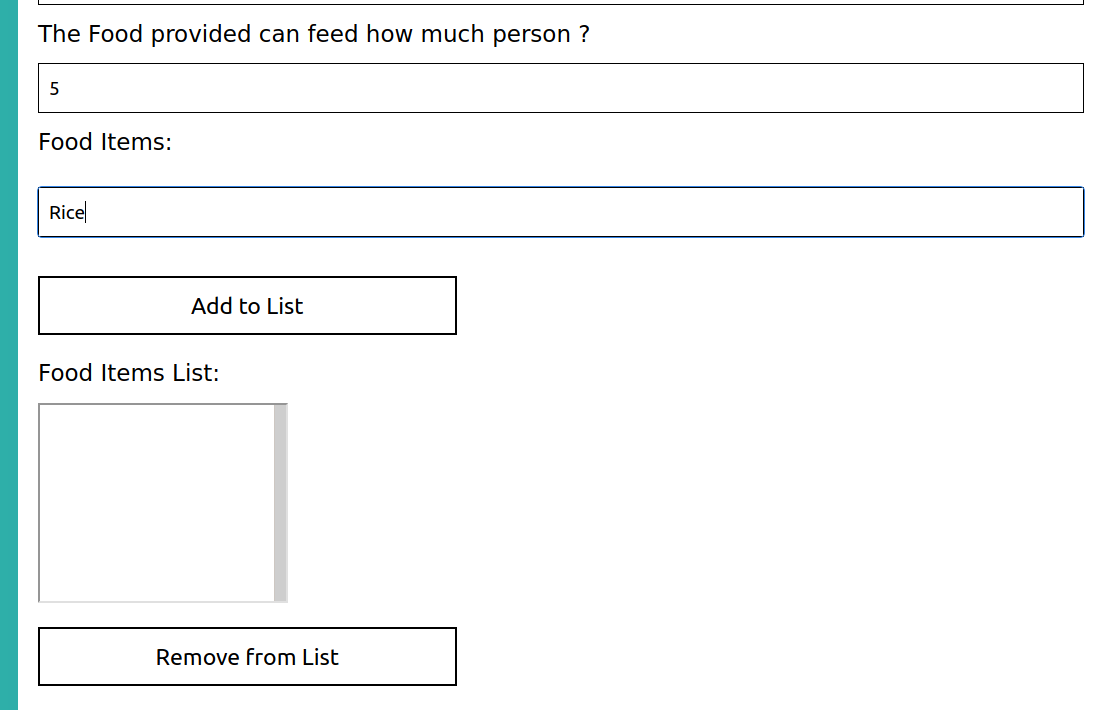 The Food provided can feed how much person ?
5
Food Items:
Rice
Add to List
Food Items List:
Remove from List